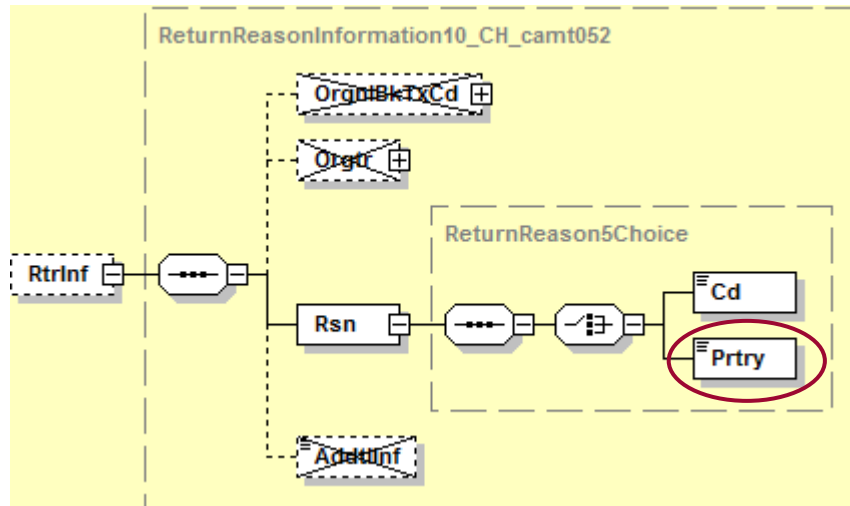 ReturnReasonInformation10_CH_camt052
OrgnlBkTxCd
Orgtr
ReturnReason5Choice
RtrInf
Rsn
Cd
Prtry
AddtlInf